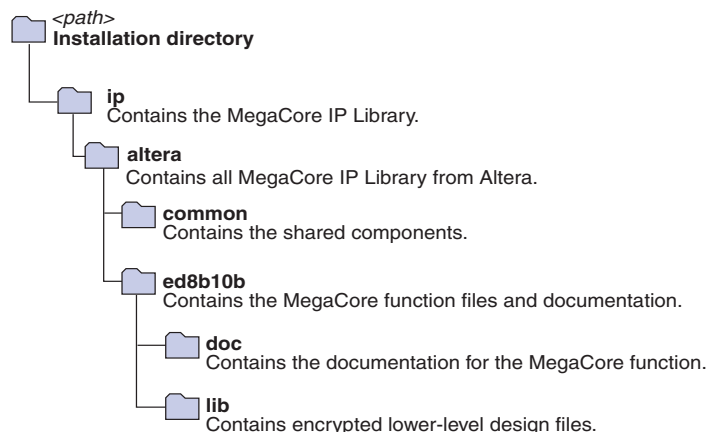 <path>
Installation directory
ip
Contains the MegaCore IP Library.
altera
Contains all MegaCore IP Library from Altera.
common
Contains the shared components.
ed8b10b
Contains the MegaCore function files and documentation.
doc
Contains the documentation for the MegaCore function.
lib
Contains encrypted lower-level design files.